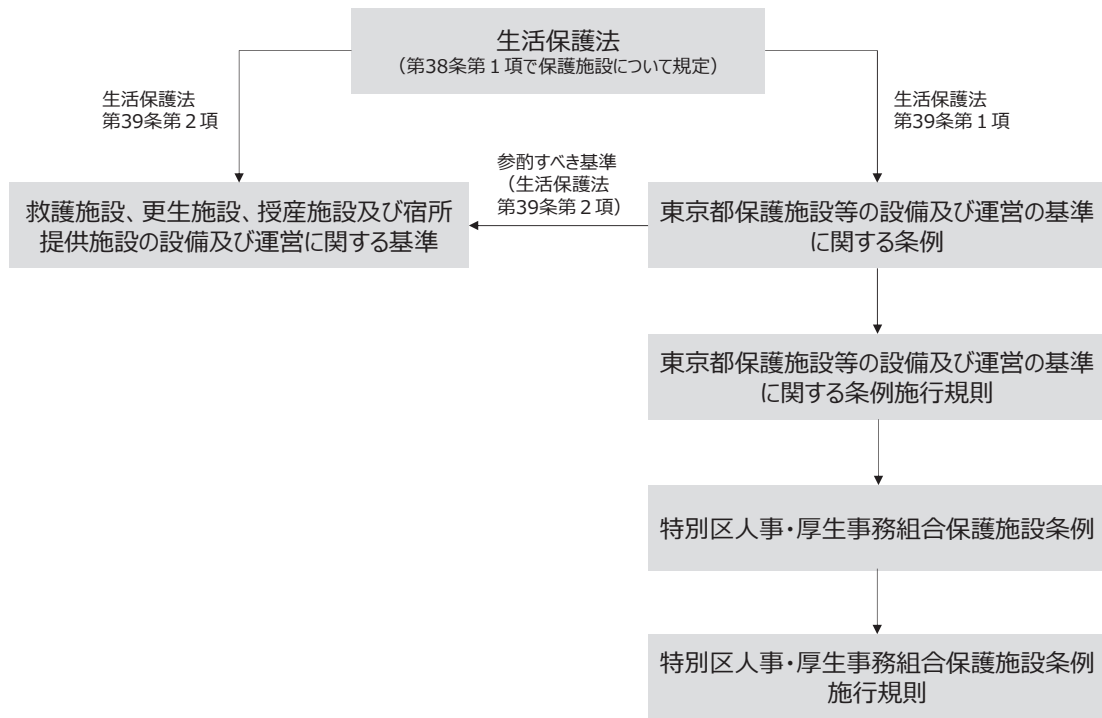 生活保護法
（第38条第１項で保護施設について規定）
生活保護法
第39条第２項
生活保護法
第39条第１項
参酌すべき基準
（生活保護法
第39条第２項）
救護施設、更生施設、授産施設及び宿所
提供施設の設備及び運営に関する基準
東京都保護施設等の設備及び運営の基準
に関する条例
東京都保護施設等の設備及び運営の基準
に関する条例施行規則
特別区人事・厚生事務組合保護施設条例
特別区人事・厚生事務組合保護施設条例
施行規則